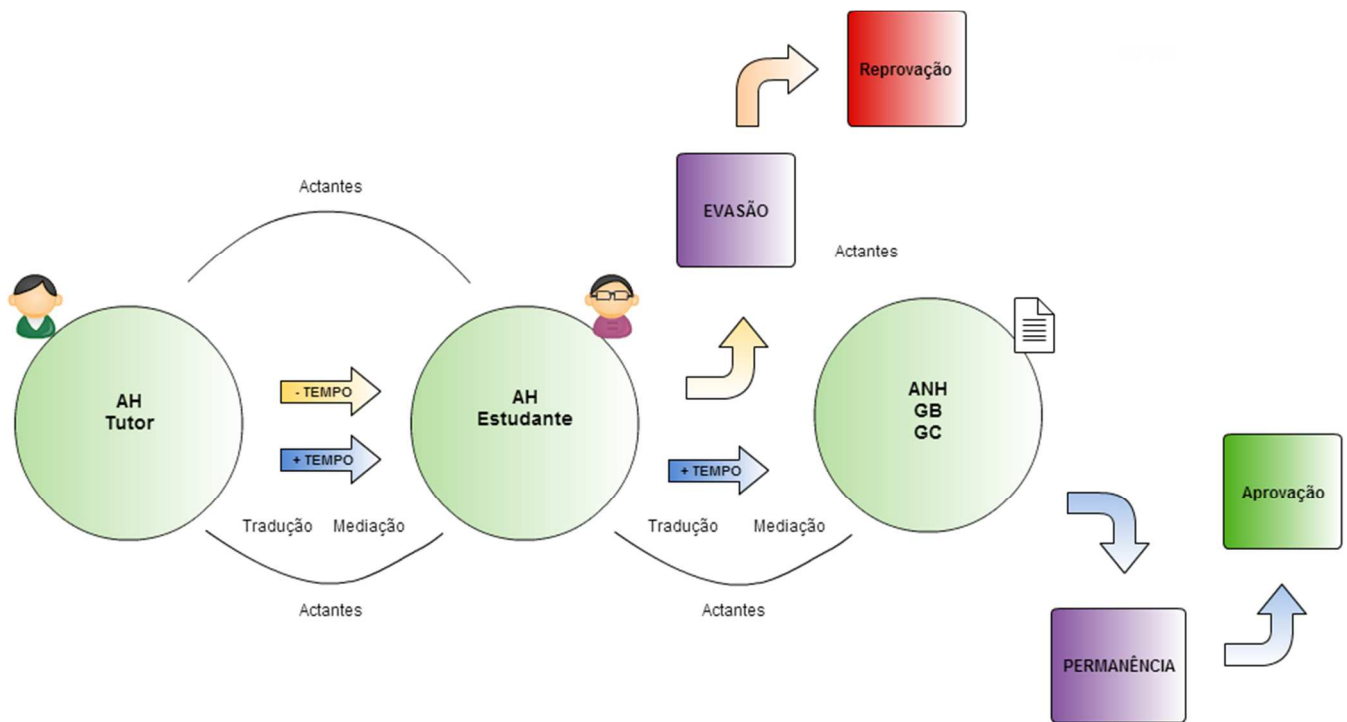 Reprovação
Actantes
EVASÃO
Actantes
AH
Tutor
- TEMPO
+ TEMPO
AH
Estudante
+ TEMPO
ANH
GB
GC
Tradução
Mediação
Tradução
Mediação
Actantes
Actantes
Aprovação
PERMANÊNCIA